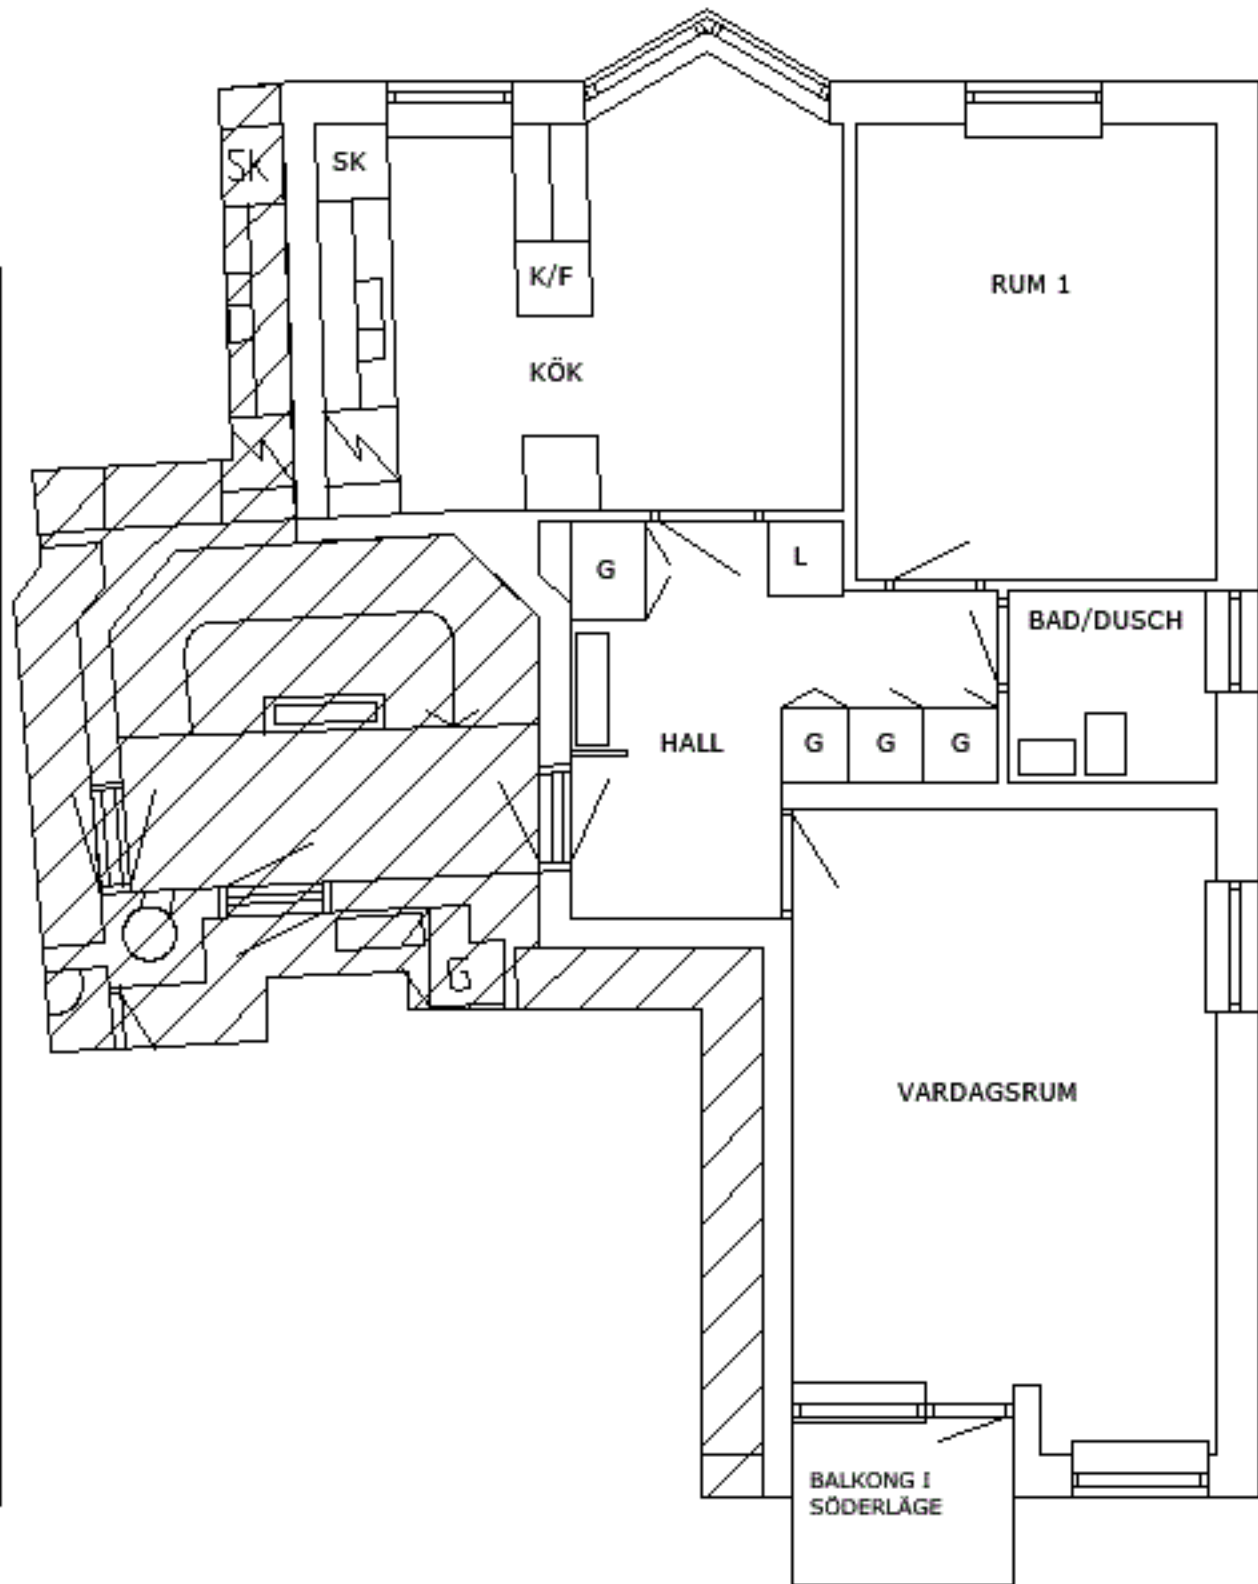 SK
SK
K/F
RUM 1
KÖK
G
L
BAD/DUSCH
HALL
G
G
G
G
VARDAGSRUM
BALKONG I
SÖDERLÄGE